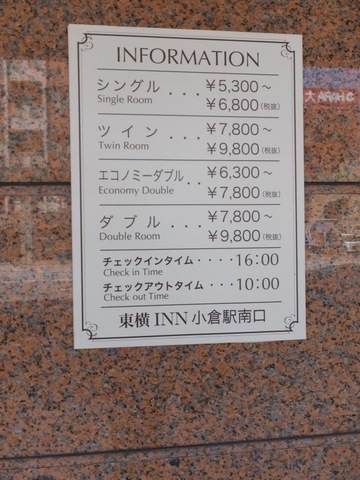 INFORMATION
シングル ・・・ ¥5,300～
Single Room ¥6,800(税抜)
ツイン ・・・ ¥7,800～
Twin Room ¥9,800(税抜)
エコノミーダブル ・・ ¥6,300～
Economy Double ¥7,800(税抜)
ダブル ・・・ ¥7,800～
Double Room ¥9,800(税抜)
チェックインタイム ・・・・ 16:00
Check in Time
チェックアウトタイム ・・・ 10:00
Check out Time
東横 INN 小倉駅南口